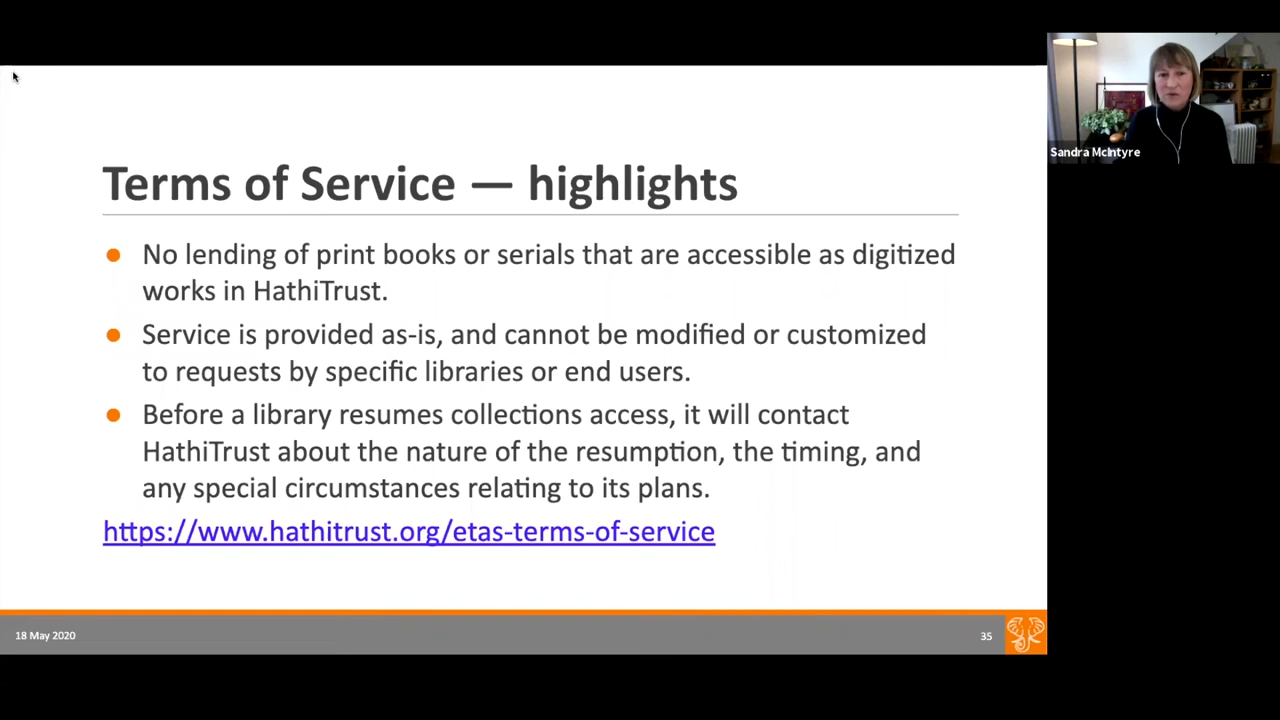 Terms of Service — highlights
No lending of print books or serials that are accessible as digitized
works in HathiTrust.
Service is provided as-is, and cannot be modified or customized
to requests by specific libraries or end users.
Before a library resumes collections access, it will contact
HathiTrust about the nature of the resumption, the timing, and
any special circumstances relating to its plans.
https://www.hathitrust.org/etas-terms-of-service
18 May 2020
35
Sandra McIntyre